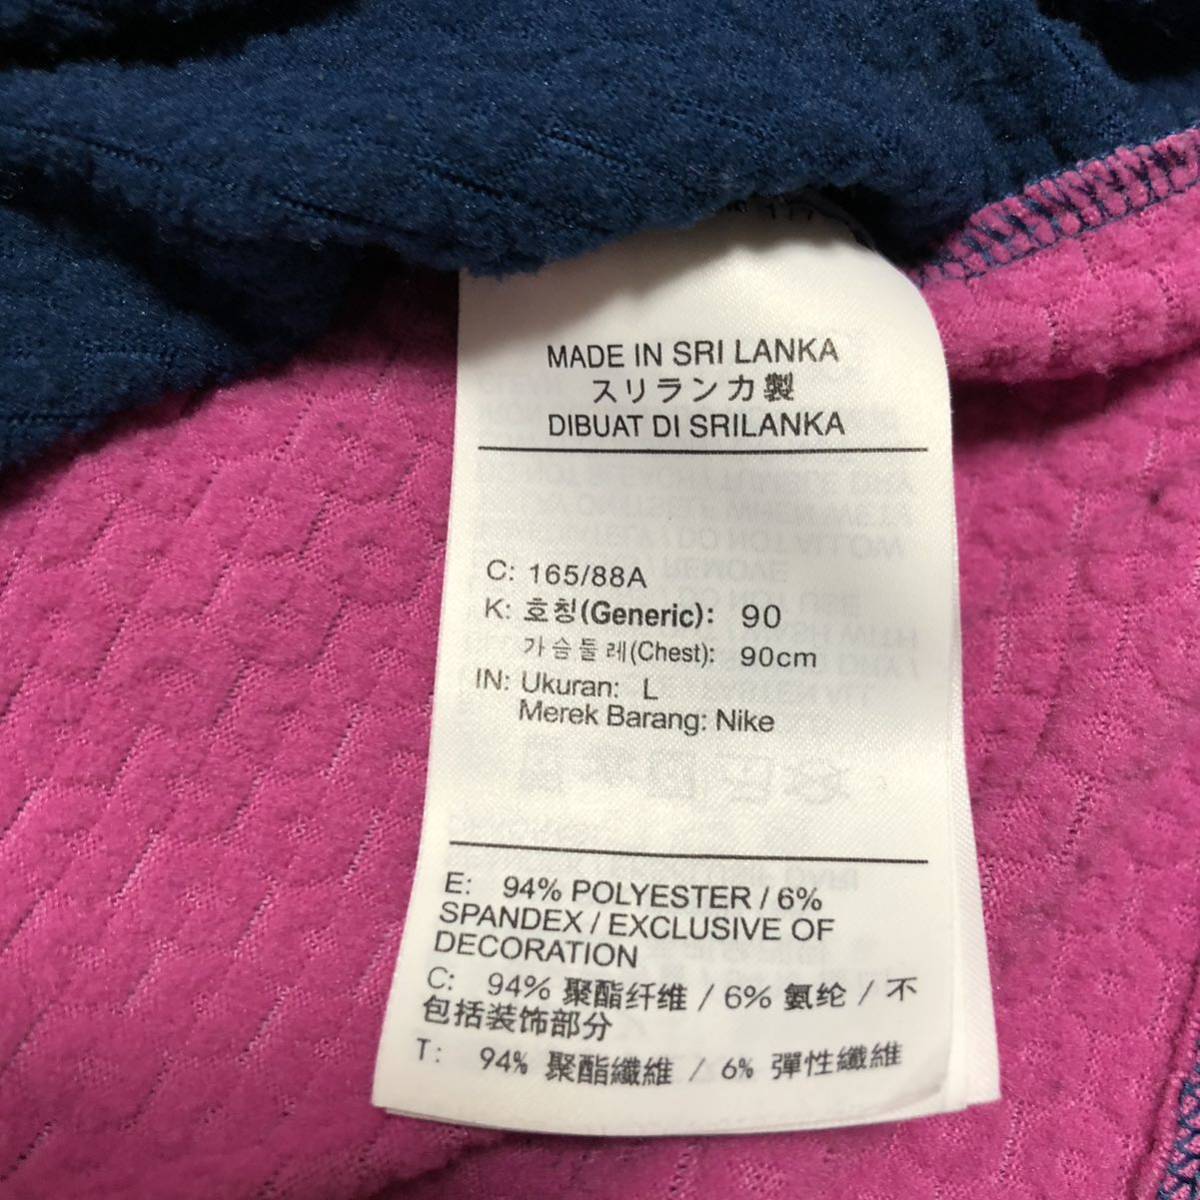 MADE IN SRI LANKA
スリランカ製
DIBUAT DI SRILANKA
C: 165/88A
K: 호칭(Generic): 90
가슴둘레(Chest): 90cm
IN: Ukuran: L
Merek Barang: Nike
E: 94% POLYESTER / 6%
SPANDEX / EXCLUSIVE OF
DECORATION
C: 94% 聚酯纤维 / 6% 氨纶 / 不
包括装饰部分
T: 94% 聚酯纖維 / 6% 彈性纖維